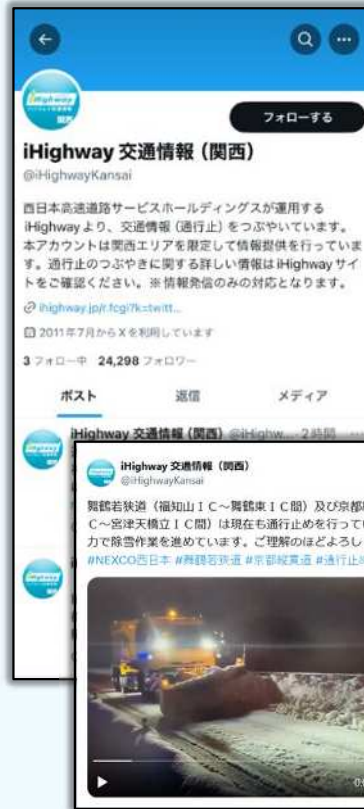 フォローする
iHighway 交通情報（関西）
@iHighwayKansai
西日本高速道路サービスホールディングスが運用する
iHighwayより、交通情報（通行止）をつぶやいています。
本アカウントは関西エリアを限定して情報提供を行っていま
す。通行止のつぶやきに関する詳しい情報はiHighwayサイ
トをご確認ください。※情報発信のみの対応となります。
ihighway.jp/r.fcgi?k=twitt...
2011年7月からXを利用しています
3 フォロー中 24,298 フォロワー
ポスト 返信 メディア
iHighway 交通情報（関西） @iHighw... · 2時間
iHighway 交通情報（関西）
@iHighwayKansai
舞鶴若狭道（福知山ＩＣ～舞鶴東ＩＣ間）及び京都
Ｃ～宮津天橋立ＩＣ間）は現在も通行止めを行って
力で除雪作業を進めています。ご理解のほどよろし
#NEXCO西日本 #舞鶴若狭道 #京都縦貫道 #通行止